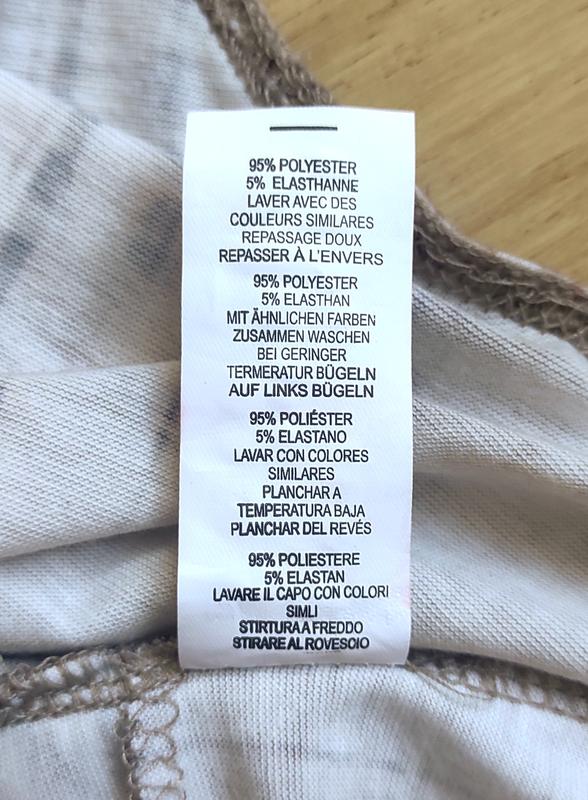 95% POLYESTER
5% ELASTHANNE
LAVER AVEC DES
COULEURS SIMILARES
REPASSAGE DOUX
REPASSER À L'ENVERS
95% POLYESTER
5% ELASTHAN
MIT ÄHNLICHEN FARBEN
ZUSAMMEN WASCHEN
BEI GERINGER
TERMERATUR BÜGELN
AUF LINKS BÜGELN
95% POLIÉSTER
5% ELASTANO
LAVAR CON COLORES
SIMILARES
PLANCHAR A
TEMPERATURA BAJA
PLANCHAR DEL REVÉS
95% POLIESTERE
5% ELASTAN
LAVARE IL CAPO CON COLORI
SIMLI
STIRTURA A FREDDO
STIRARE AL ROVESCIO